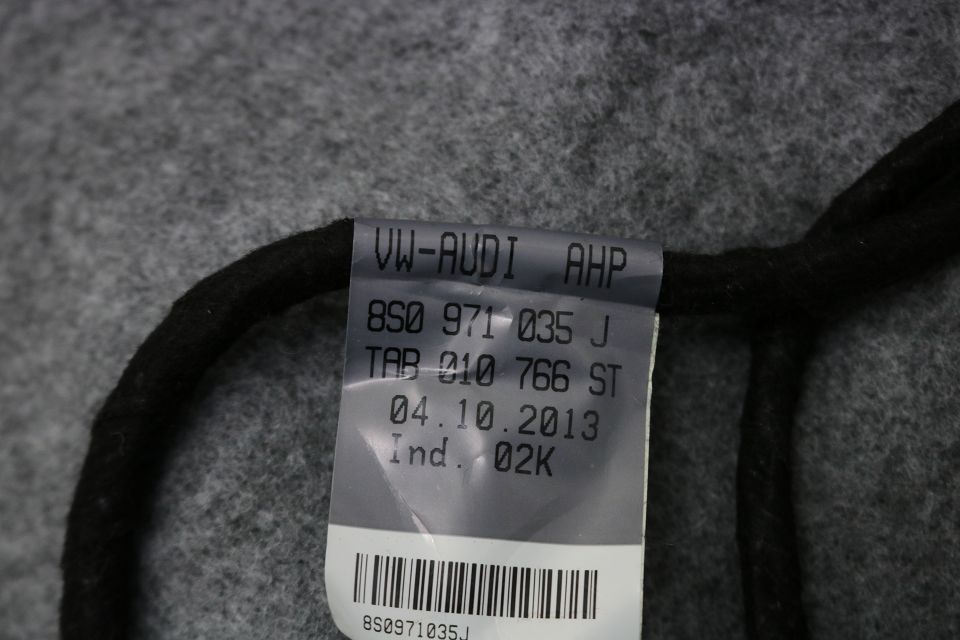 VW-AUDI AHP
8S0 971 035 J
TAB 010 766 ST
04.10.2013
Ind. 02K
8S0971035J